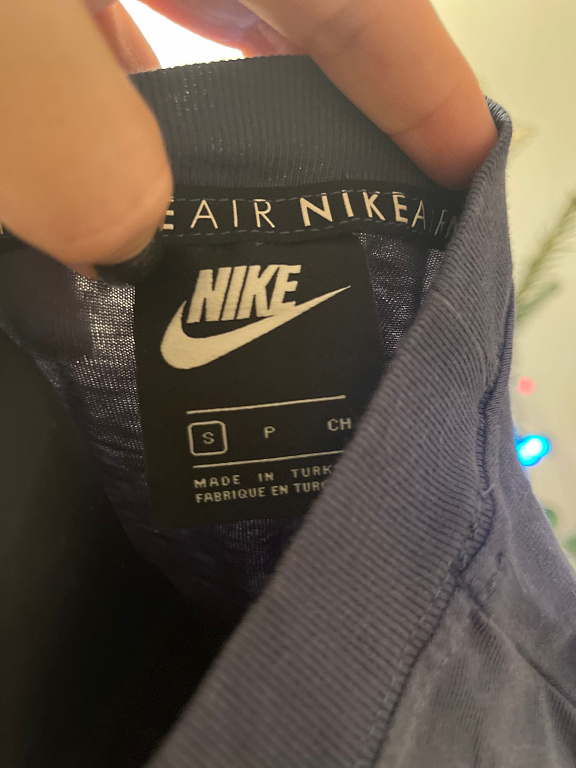 AIR NIKE
NIKE
S P CH
MADE IN
FABRIQUE EN